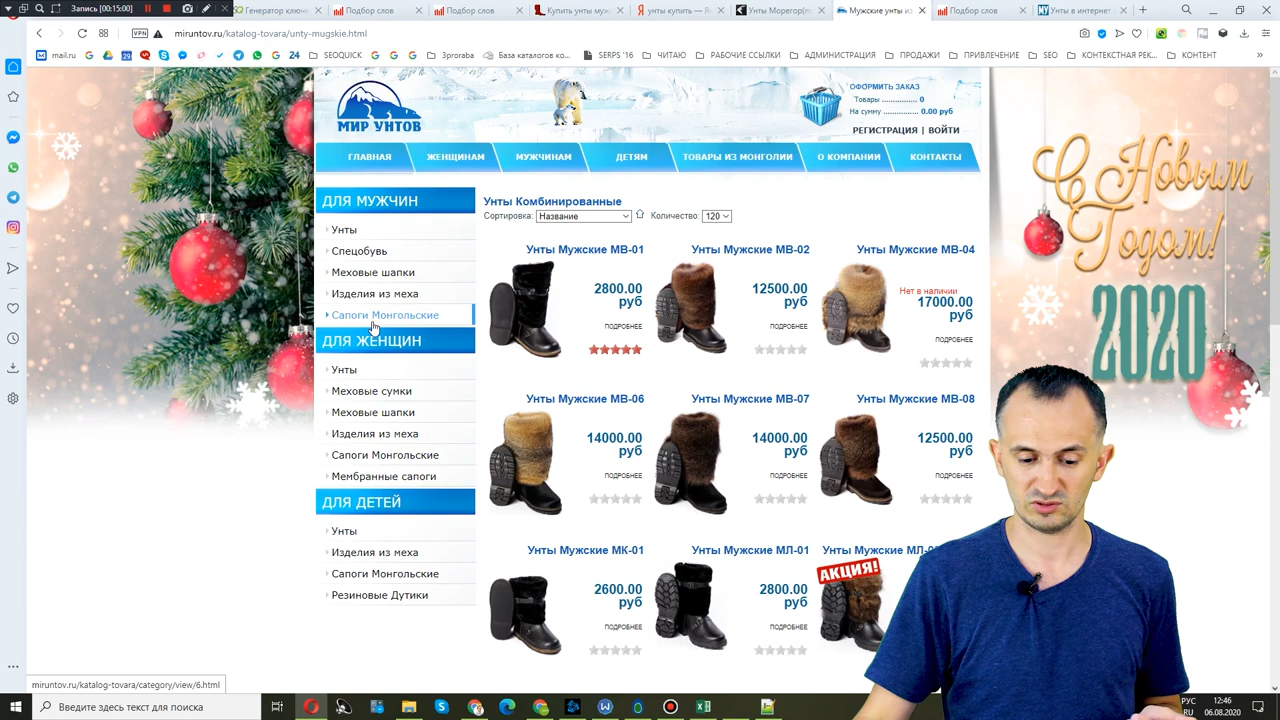 Запись [00:15:00]
Генератор ключе
Подбор слов
Подбор слов
Купить унты муж
унты купить — Я
Унты Морегор(m
Мужские унты и
Подбор слов
Унты в интернет
VPN
miruntov.ru/katalog-tovara/unty-mugskie.html
mail.ru
SEOQUICK
3proraba
База каталогов ко...
SERPS '16
ЧИТАЮ
РАБОЧИЕ ССЫЛКИ
АДМИНИСТРАЦИЯ
ПРОДАЖИ
ПРИВЛЕЧЕНИЕ
SEO
КОНТЕКСТНАЯ РЕК...
КОНТЕНТ
МИР УНТОВ
ОФОРМИТЬ ЗАКАЗ
Товары ................ 0
На сумму ................ 0.00 руб
РЕГИСТРАЦИЯ | ВОЙТИ
ГЛАВНАЯ
ЖЕНЩИНАМ
МУЖЧИНАМ
ДЕТЯМ
ТОВАРЫ ИЗ МОНГОЛИИ
О КОМПАНИИ
КОНТАКТЫ
ДЛЯ МУЖЧИН
Унты
Спецобувь
Меховые шапки
Изделия из меха
Сапоги Монгольские
ДЛЯ ЖЕНЩИН
Унты
Меховые сумки
Меховые шапки
Изделия из меха
Сапоги Монгольские
Мембранные сапоги
ДЛЯ ДЕТЕЙ
Унты
Изделия из меха
Сапоги Монгольские
Резиновые Дутики
Унты Комбинированные
Сортировка: Название Количество: 120
Унты Мужские МВ-01
2800.00
руб
ПОДРОБНЕЕ
Унты Мужские МВ-02
12500.00
руб
ПОДРОБНЕЕ
Унты Мужские МВ-04
Нет в наличии
17000.00
руб
ПОДРОБНЕЕ
Унты Мужские МВ-06
14000.00
руб
ПОДРОБНЕЕ
Унты Мужские МВ-07
14000.00
руб
ПОДРОБНЕЕ
Унты Мужские МВ-08
12500.00
руб
ПОДРОБНЕЕ
Унты Мужские МК-01
2600.00
руб
ПОДРОБНЕЕ
Унты Мужские МЛ-01
2800.00
руб
ПОДРОБНЕЕ
Унты Мужские
АКЦИЯ!
С Новым
Годом!
2020
miruntov.ru/katalog-tovara/category/view/6.html
Введите здесь текст для поиска
РУС
RU
12:46
06.08.2020